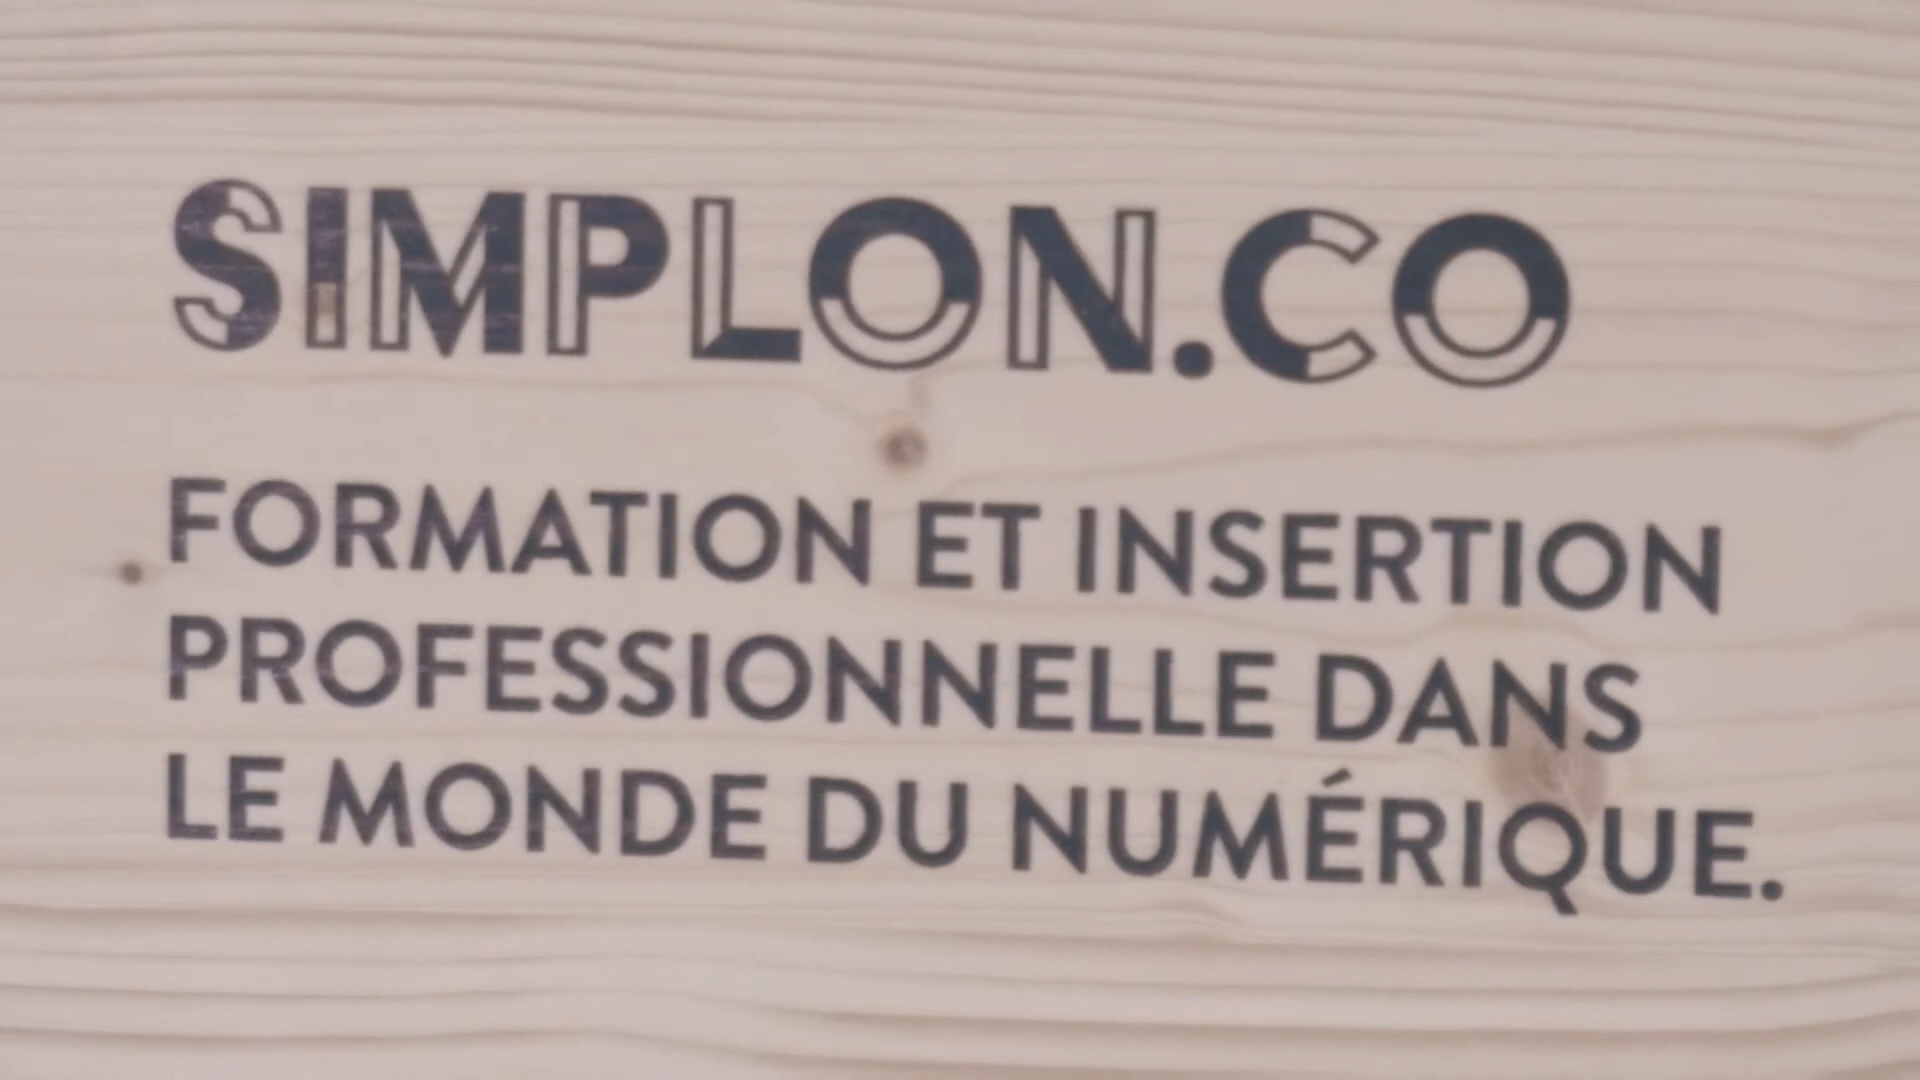 SIMPLON.CO
FORMATION ET INSERTION
PROFESSIONNELLE DANS
LE MONDE DU NUMÉRIQUE.